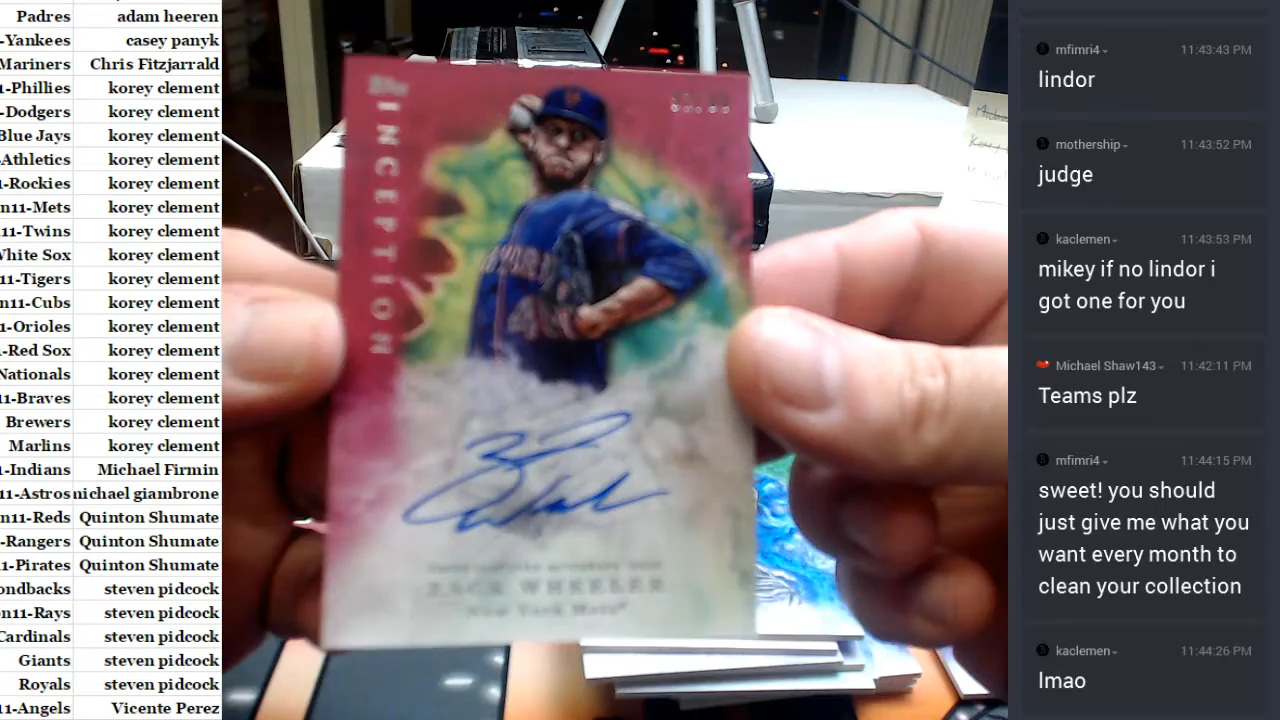 Padres adam heeren
-Yankees casey panyk
Mariners Chris Fitzjarrald
1-Phillies korey clement
-Dodgers korey clement
Blue Jays korey clement
-Athletics korey clement
1-Rockies korey clement
n11-Mets korey clement
11-Twins korey clement
White Sox korey clement
11-Tigers korey clement
n11-Cubs korey clement
1-Orioles korey clement
1-Red Sox korey clement
Nationals korey clement
11-Braves korey clement
Brewers korey clement
Marlins korey clement
1-Indians Michael Firmin
11-Astros michael giambrone
n11-Reds Quinton Shumate
-Rangers Quinton Shumate
1-Pirates Quinton Shumate
ondbacks steven pidcock
on11-Rays steven pidcock
Cardinals steven pidcock
Giants steven pidcock
Royals steven pidcock
11-Angels Vicente Perez
INCEPTION
ZACK WHEELER
New York Mets
mfimri4 11:43:43 PM
lindor
mothership 11:43:52 PM
judge
kaclemen 11:43:53 PM
mikey if no lindor i
got one for you
Michael Shaw143 11:42:11 PM
Teams plz
mfimri4 11:44:15 PM
sweet! you should
just give me what you
want every month to
clean your collection
kaclemen 11:44:26 PM
lmao